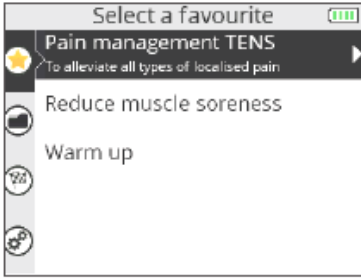 Select a favourite
Pain management TENS
To alleviate all types of localised pain
Reduce muscle soreness
Warm up